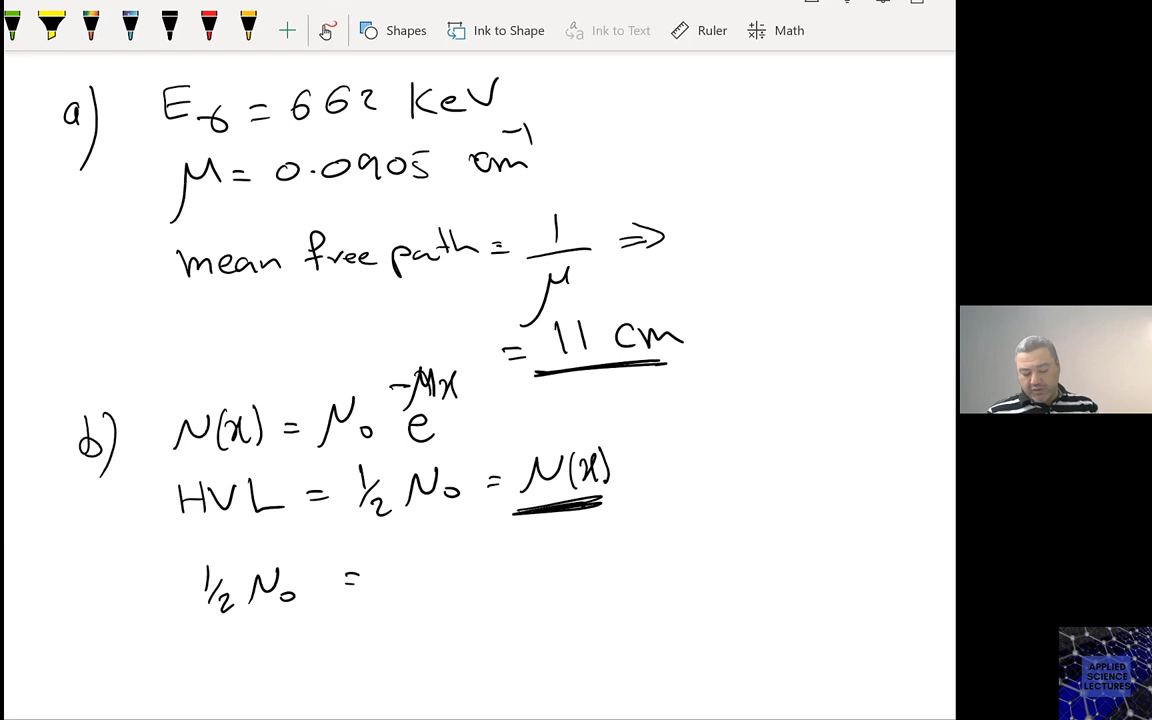 Shapes Ink to Shape Ink to Text Ruler Math
a) Eγ = 662 KeV
μ = 0.0905 cm⁻¹
mean free path = 1/μ ⇒
= 11 cm
b) N(x) = N₀ e^(-μx)
HVL = ½ N₀ = N(x)
½ N₀ =
APPLIED
SCIENCE
LECTURES